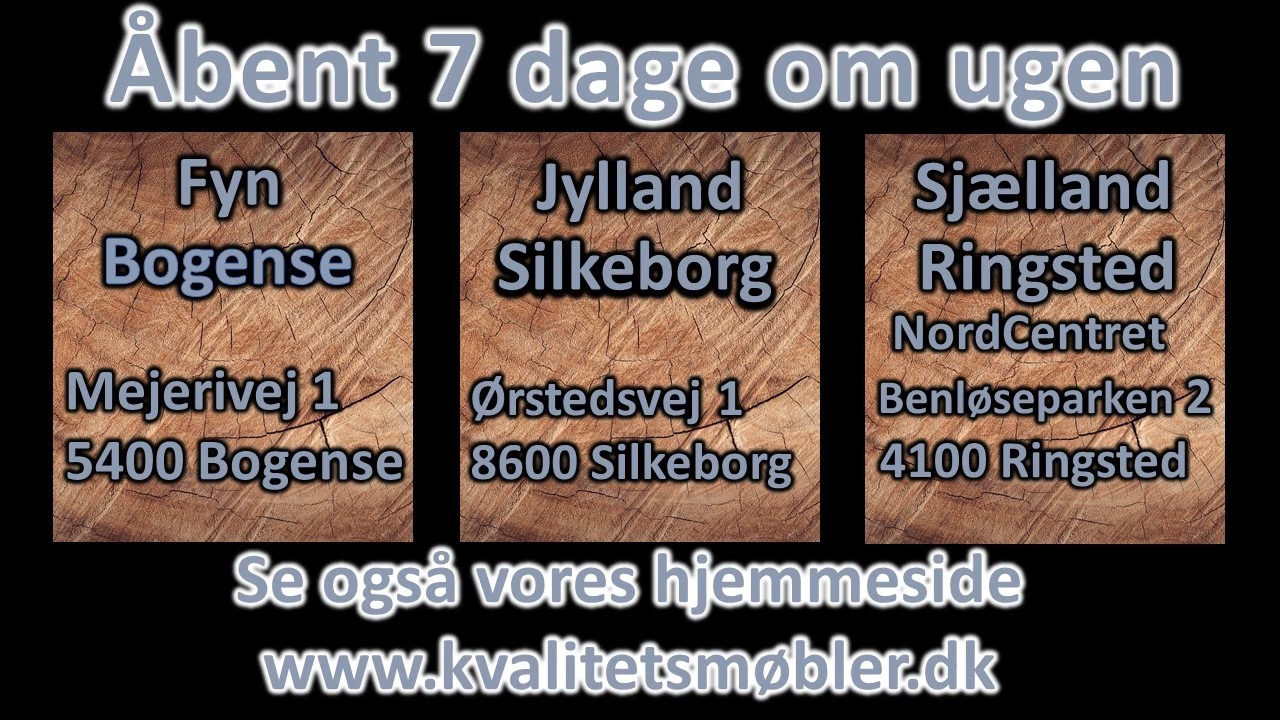 Åbent 7 dage om ugen
Fyn
Bogense
Mejerivej 1
5400 Bogense
Jylland
Silkeborg
Ørstedsvej 1
8600 Silkeborg
Sjælland
Ringsted
NordCentret
Benløseparken 2
4100 Ringsted
Se også vores hjemmeside
www.kvalitetsmøbler.dk